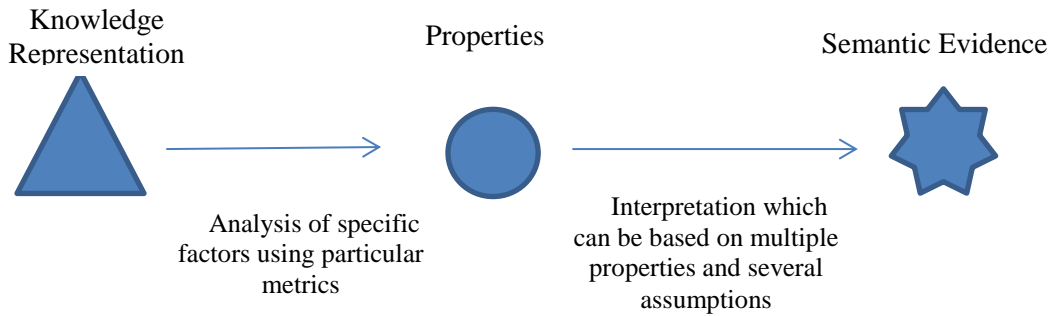 Knowledge
Representation
Properties
Semantic Evidence
Analysis of specific
factors using particular
metrics
Interpretation which
can be based on multiple
properties and several
assumptions